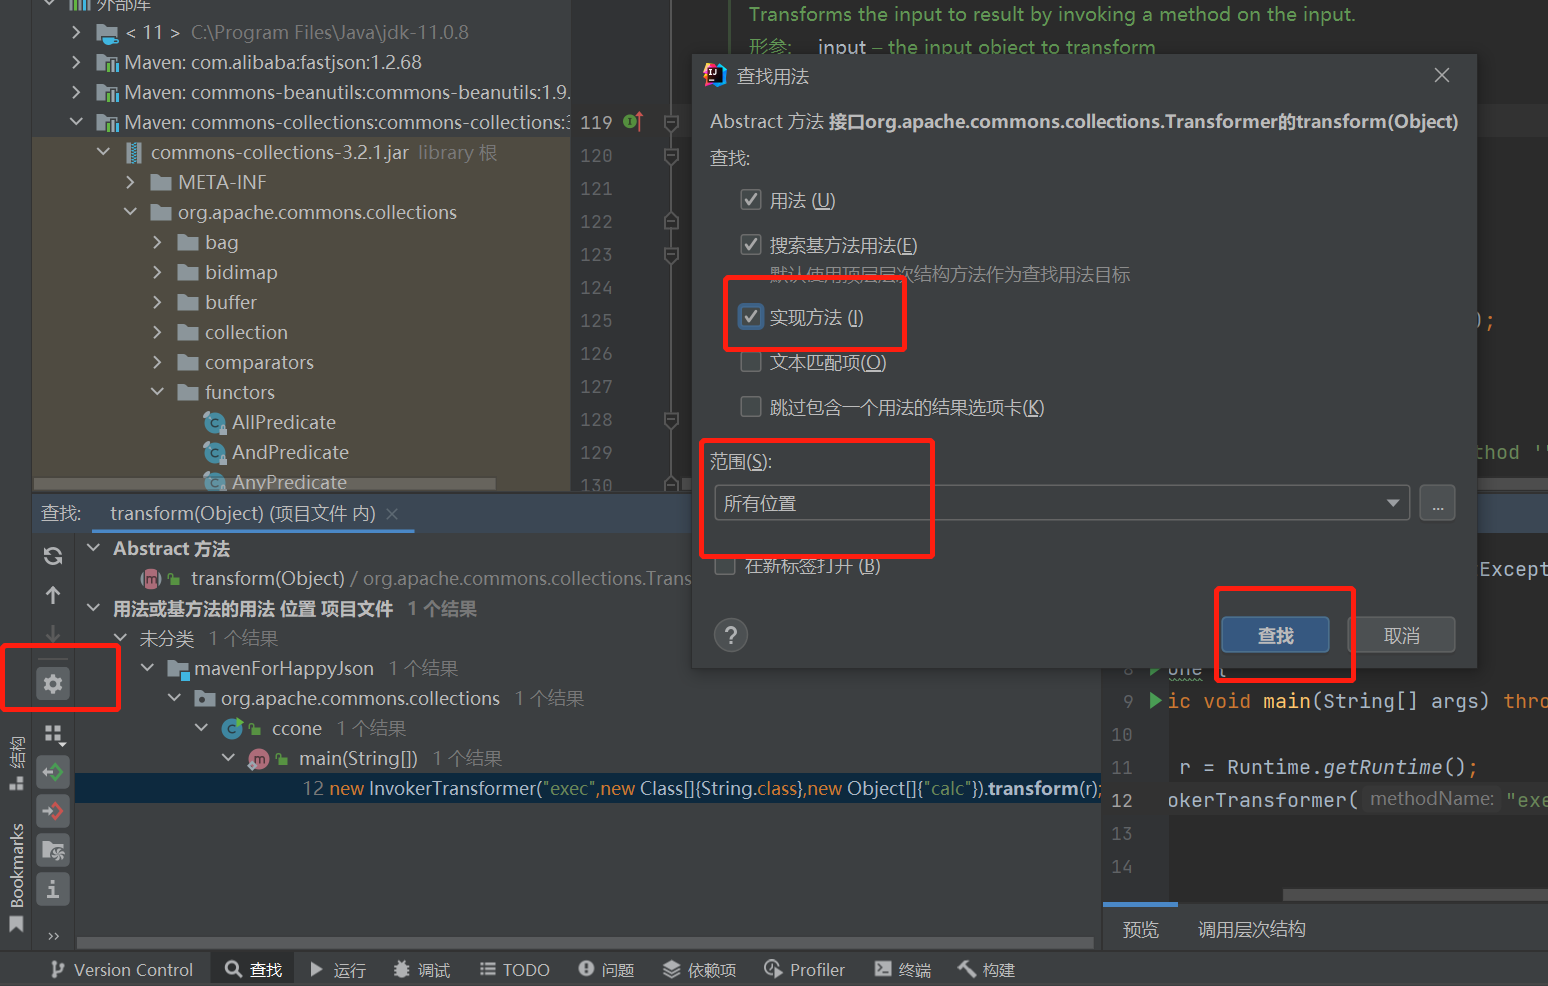 外部库
< 11 > C:\Program Files\Java\jdk-11.0.8
Maven: com.alibaba:fastjson:1.2.68
Maven: commons-beanutils:commons-beanutils:1.9.
Maven: commons-collections:commons-collections:3
commons-collections-3.2.1.jar library 根
META-INF
org.apache.commons.collections
bag
bidimap
buffer
collection
comparators
functors
AllPredicate
AndPredicate
AnyPredicate
Transforms the input to result by invoking a method on the input.
形参: input – the input object to transform
119
120
121
122
123
124
125
126
127
128
129
130
);
thod '
查找用法
Abstract 方法 接口org.apache.commons.collections.Transformer的transform(Object)
查找:
用法 (U)
搜索基方法用法(E)
默认使用顶层层次结构方法作为查找用法目标
实现方法 (I)
文本匹配项(O)
跳过包含一个用法的结果选项卡(K)
范围(S):
所有位置
...
在新标签打开 (B)
?
查找
取消
查找: transform(Object) (项目文件 内)
Abstract 方法
transform(Object) / org.apache.commons.collections.Trans
用法或基方法的用法 位置 项目文件 1 个结果
未分类 1 个结果
mavenForHappyJson 1 个结果
org.apache.commons.collections 1 个结果
ccone 1 个结果
main(String[]) 1 个结果
12 new InvokerTransformer("exec",new Class[]{String.class},new Object[]{"calc"}).transform(r);
Except
8 one {
9 ic void main(String[] args) thro
10
11 r = Runtime.getRuntime();
12 okerTransformer( methodName: "exe
13
14
预览 调用层次结构
结构
Bookmarks
Version Control 查找 运行 调试 TODO 问题 依赖项 Profiler 终端 构建